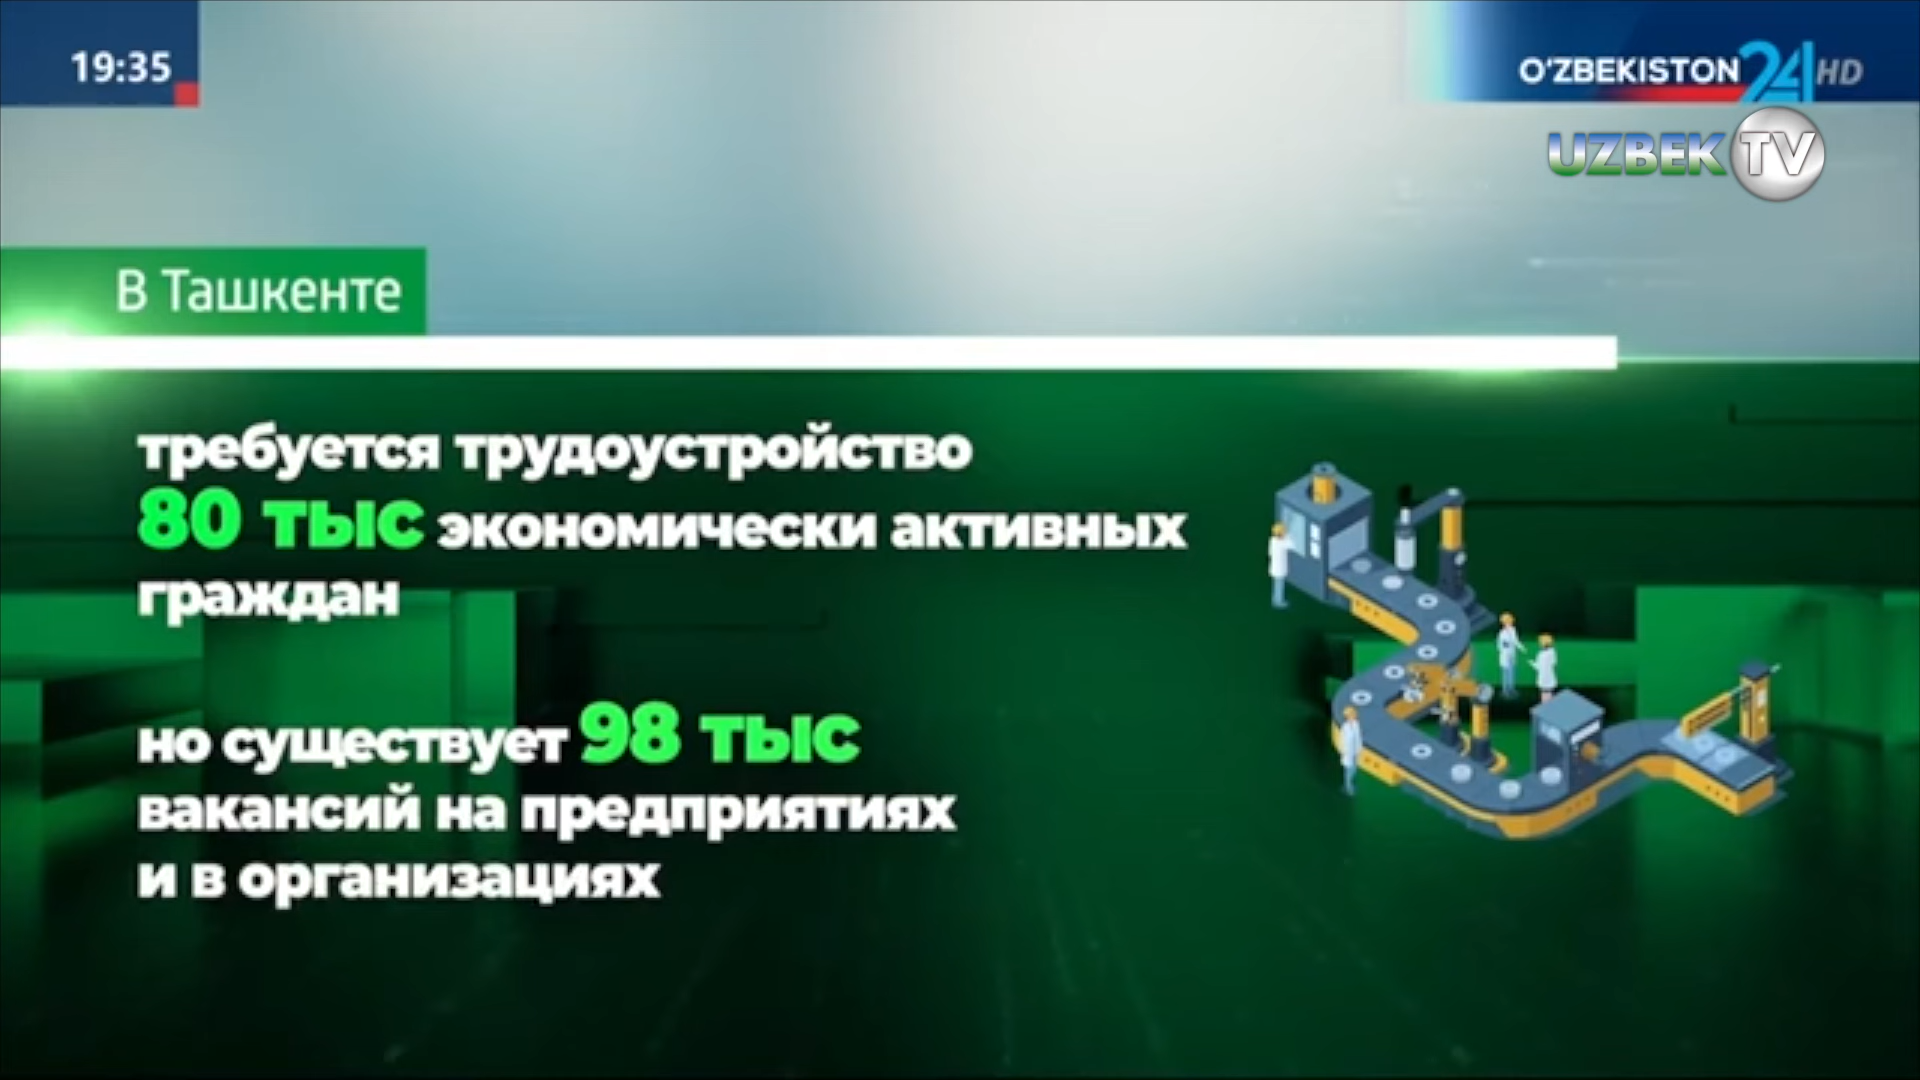 19:35
O'ZBEKISTON 24 HD
UZBEK TV
В Ташкенте
требуется трудоустройство
80 тыс экономически активных
граждан
но существует 98 тыс
вакансий на предприятиях
и в организациях